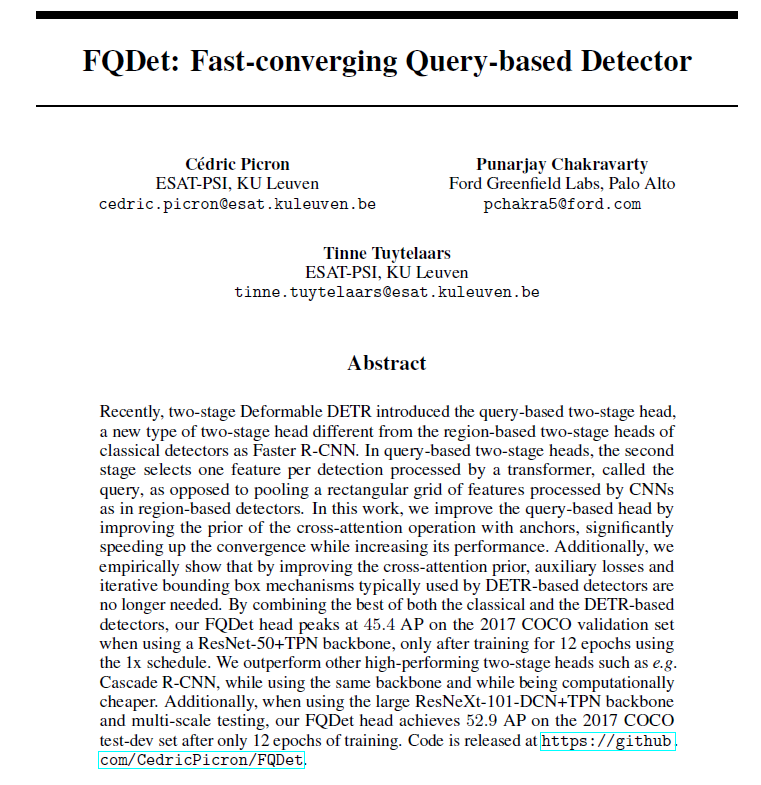 FQDet: Fast-converging Query-based Detector
Cédric Picron
ESAT-PSI, KU Leuven
cedric.picron@esat.kuleuven.be
Punarjay Chakravarty
Ford Greenfield Labs, Palo Alto
pchakra5@ford.com
Tinne Tuytelaars
ESAT-PSI, KU Leuven
tinne.tuytelaars@esat.kuleuven.be
Abstract
Recently, two-stage Deformable DETR introduced the query-based two-stage head,
a new type of two-stage head different from the region-based two-stage heads of
classical detectors as Faster R-CNN. In query-based two-stage heads, the second
stage selects one feature per detection processed by a transformer, called the
query, as opposed to pooling a rectangular grid of features processed by CNNs
as in region-based detectors. In this work, we improve the query-based head by
improving the prior of the cross-attention operation with anchors, significantly
speeding up the convergence while increasing its performance. Additionally, we
empirically show that by improving the cross-attention prior, auxiliary losses and
iterative bounding box mechanisms typically used by DETR-based detectors are
no longer needed. By combining the best of both the classical and the DETR-based
detectors, our FQDet head peaks at 45.4 AP on the 2017 COCO validation set
when using a ResNet-50+TPN backbone, only after training for 12 epochs using
the 1x schedule. We outperform other high-performing two-stage heads such as e.g.
Cascade R-CNN, while using the same backbone and while being computationally
cheaper. Additionally, when using the large ResNeXt-101-DCN+TPN backbone
and multi-scale testing, our FQDet head achieves 52.9 AP on the 2017 COCO
test-dev set after only 12 epochs of training. Code is released at https://github.
com/CedricPicron/FQDet.